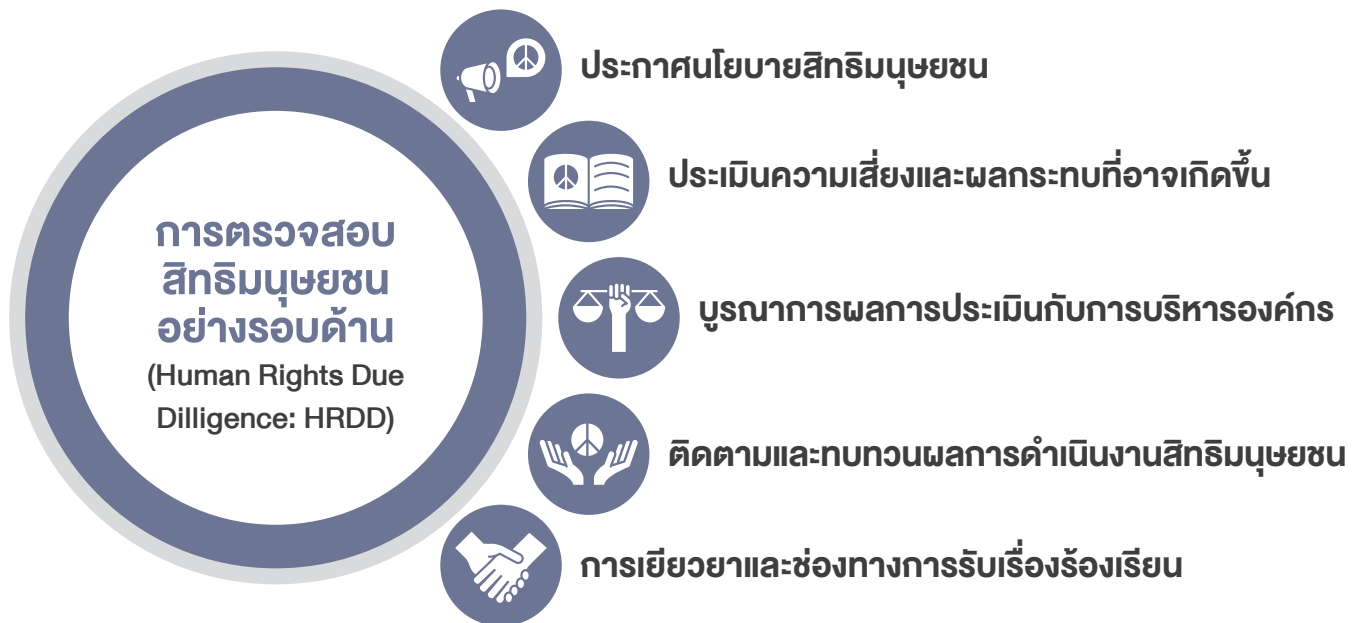 ประกาศนโยบายสิทธิมนุษยชน
ประเมินความเสี่ยงและผลกระทบที่อาจเกิดขึ้น
การตรวจสอบ
สิทธิมนุษยชน
อย่างรอบด้าน
(Human Rights Due
Dilligence: HRDD)
บูรณาการผลการประเมินกับการบริหารองค์กร
ติดตามและทบทวนผลการดำเนินงานสิทธิมนุษยชน
การเยียวยาและช่องทางการรับเรื่องร้องเรียน